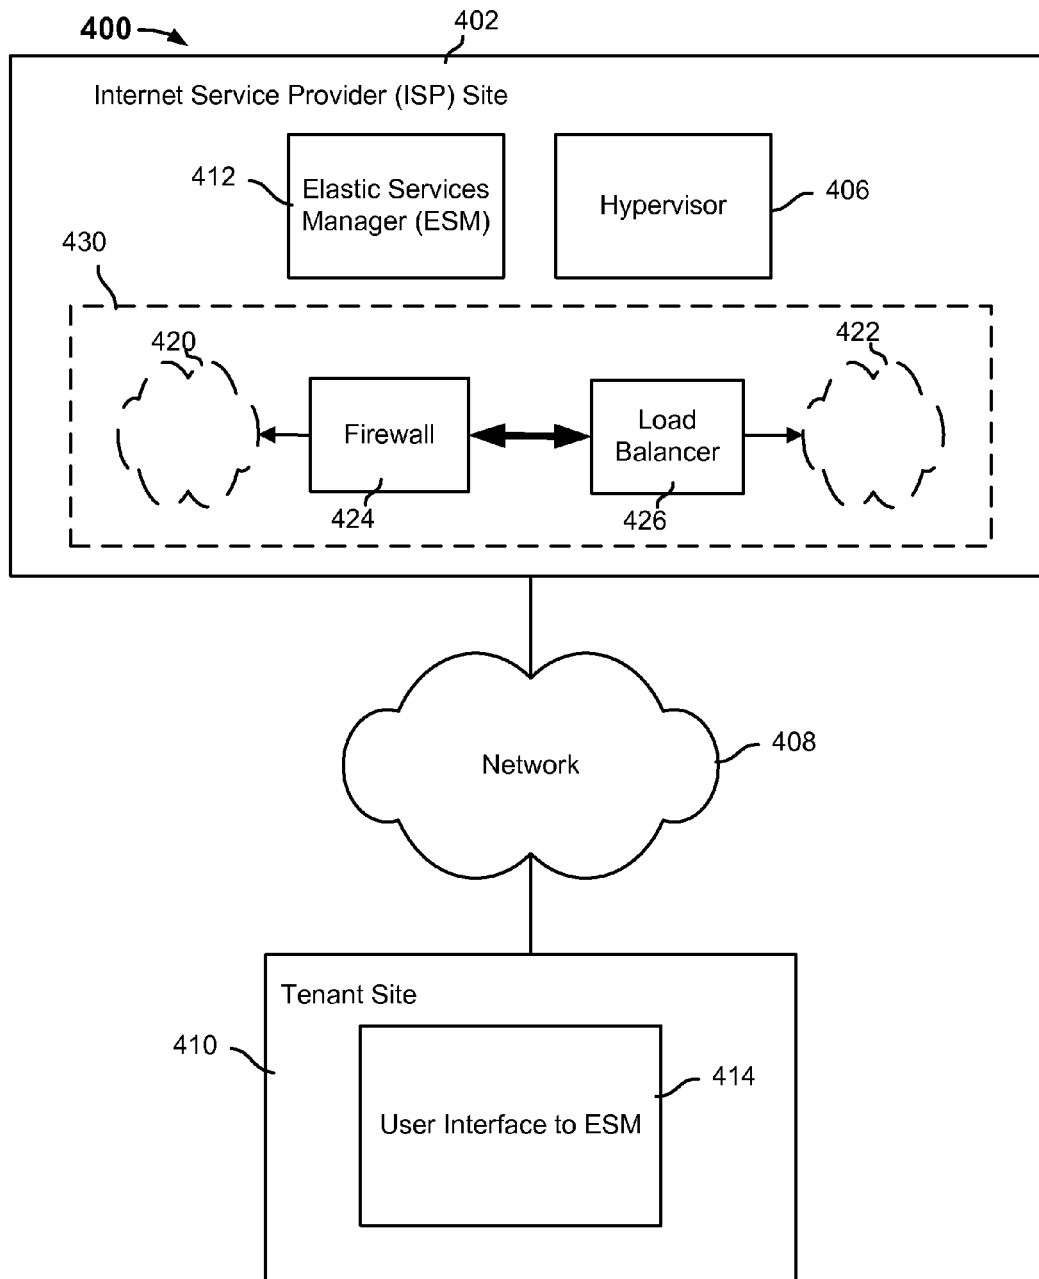 400
402
Internet Service Provider (ISP) Site
412
Elastic Services
Manager (ESM)
Hypervisor
406
430
420
422
Firewall
Load
Balancer
424
426
Network
408
Tenant Site
410
414
User Interface to ESM